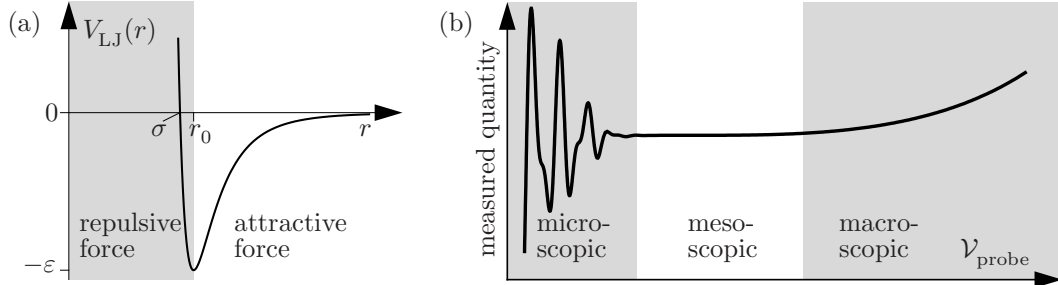 (a)
V_LJ(r)
0
σ
r_0
r
repulsive
force
attractive
force
−ε
(b)
measured quantity
micro-
scopic
meso-
scopic
macro-
scopic
𝒱_probe